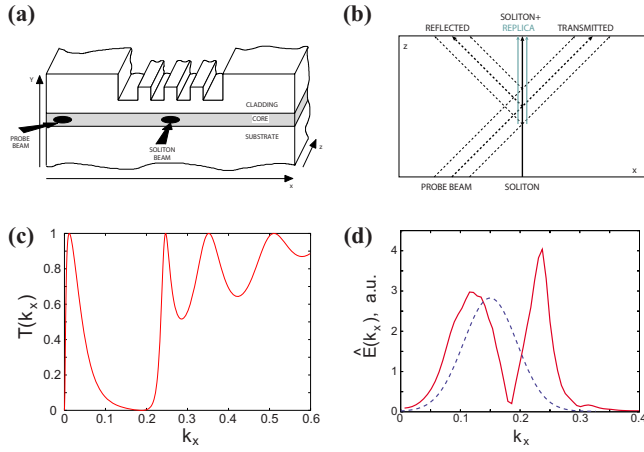 (a)
Y
CLADDING
CORE
SUBSTRATE
PROBE
BEAM
SOLITON
BEAM
z
x
(b)
SOLITON+
REFLECTED REPLICA TRANSMITTED
z
x
PROBE BEAM SOLITON
(c)
T(kₓ)
1
0.8
0.6
0.4
0.2
0
0 0.1 0.2 0.3 0.4 0.5 0.6
kₓ
(d)
Ê(kₓ), a.u.
4
3
2
1
0
0 0.1 0.2 0.3 0.4
kₓ